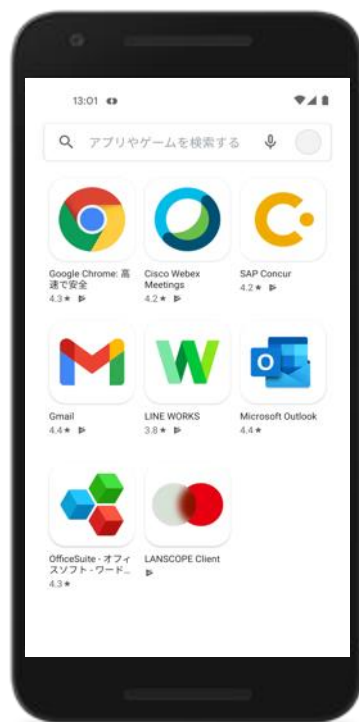 13:01
アプリやゲームを検索する
Google Chrome: 高
速で安全
4.3★
Cisco Webex
Meetings
4.2★
SAP Concur
4.2★
Gmail
4.4★
LINE WORKS
3.8★
Microsoft Outlook
4.4★
OfficeSuite - オフィ
スソフト - ワード…
4.3★
LANSCOPE Client